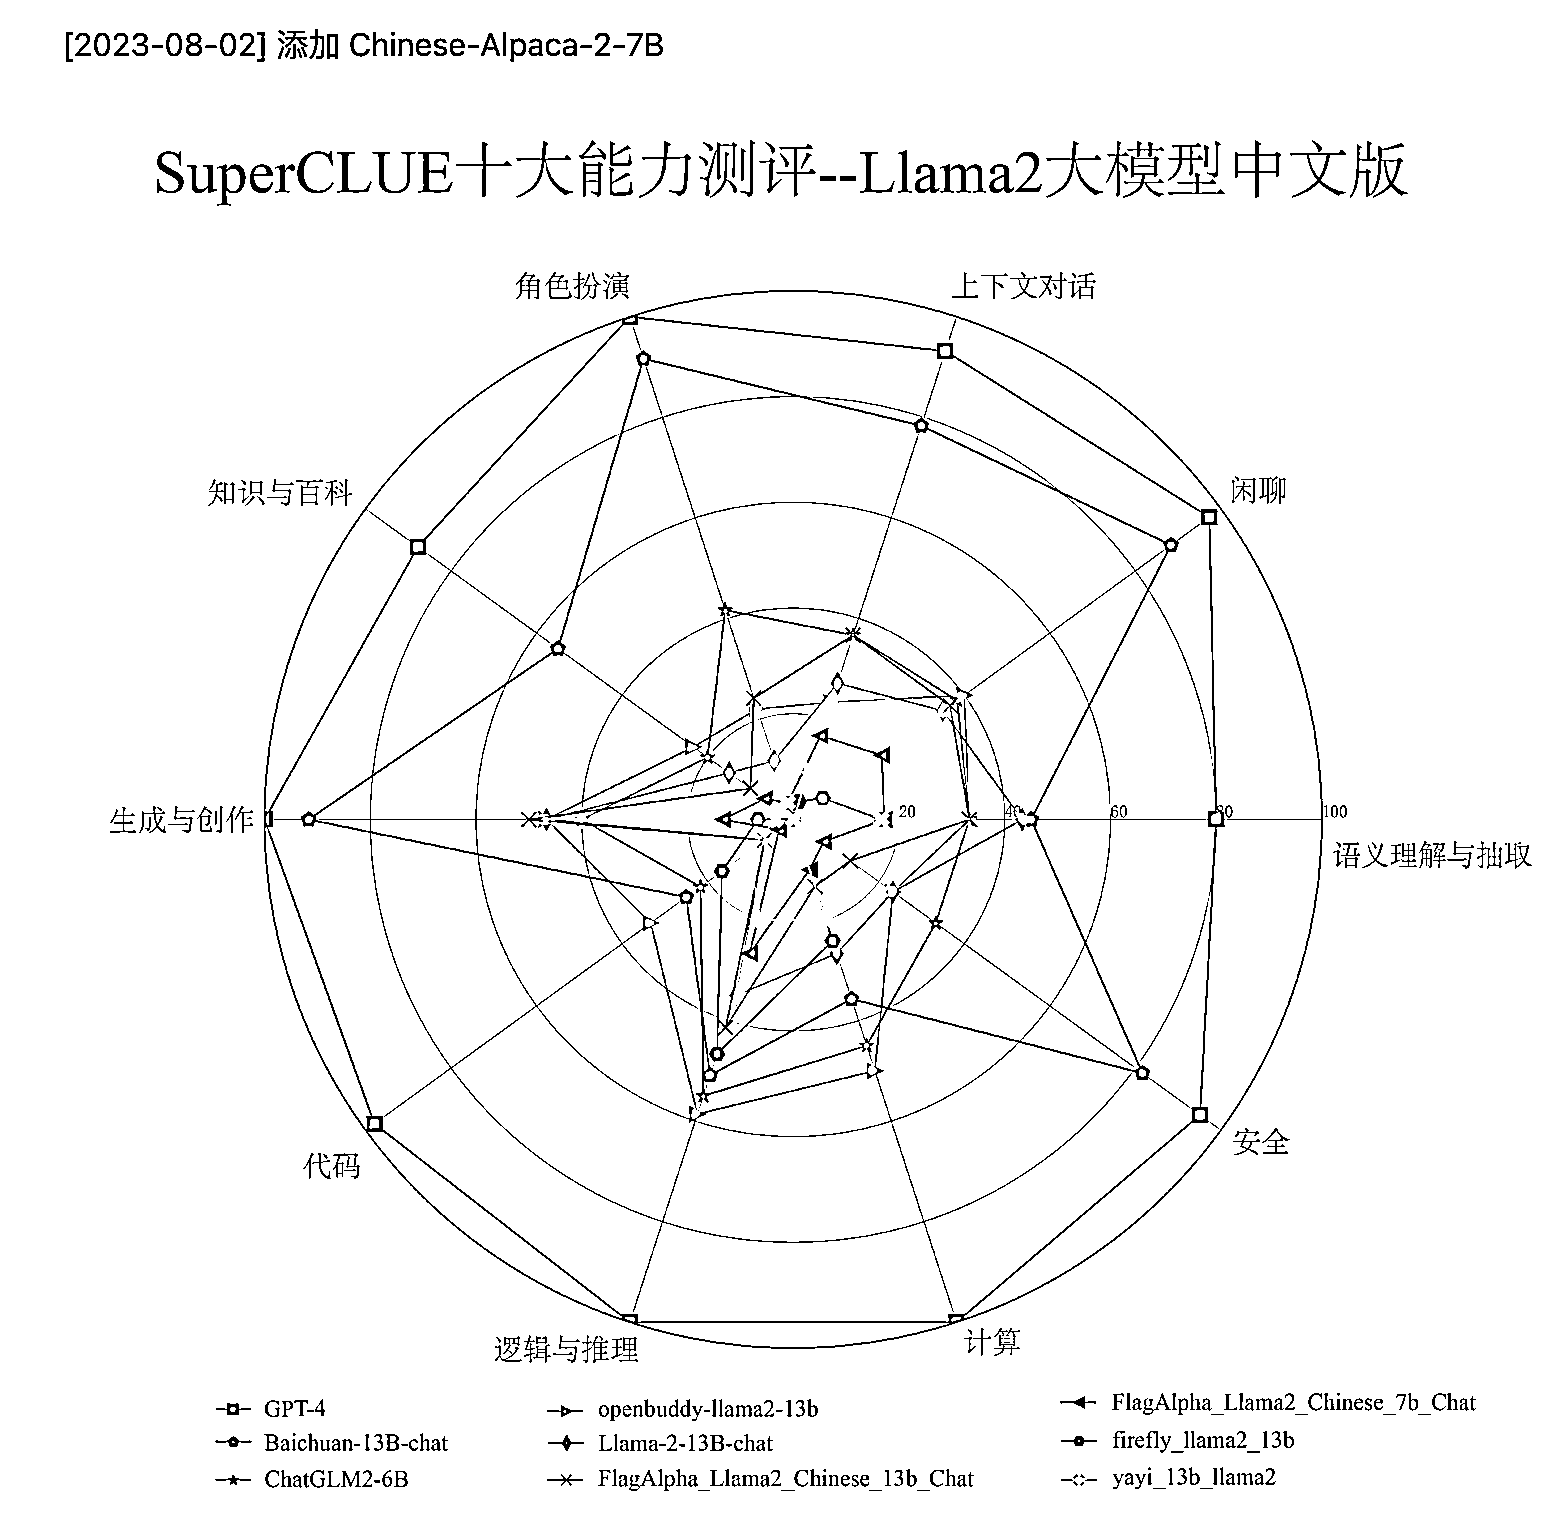 [2023-08-02] 添加 Chinese-Alpaca-2-7B
SuperCLUE十大能力测评--Llama2大模型中文版
角色扮演
上下文对话
知识与百科
闲聊
生成与创作
20
40
60
80
100
语义理解与抽取
代码
安全
逻辑与推理
计算
GPT-4
openbuddy-llama2-13b
FlagAlpha_Llama2_Chinese_7b_Chat
Baichuan-13B-chat
Llama-2-13B-chat
firefly_llama2_13b
ChatGLM2-6B
FlagAlpha_Llama2_Chinese_13b_Chat
yayi_13b_llama2